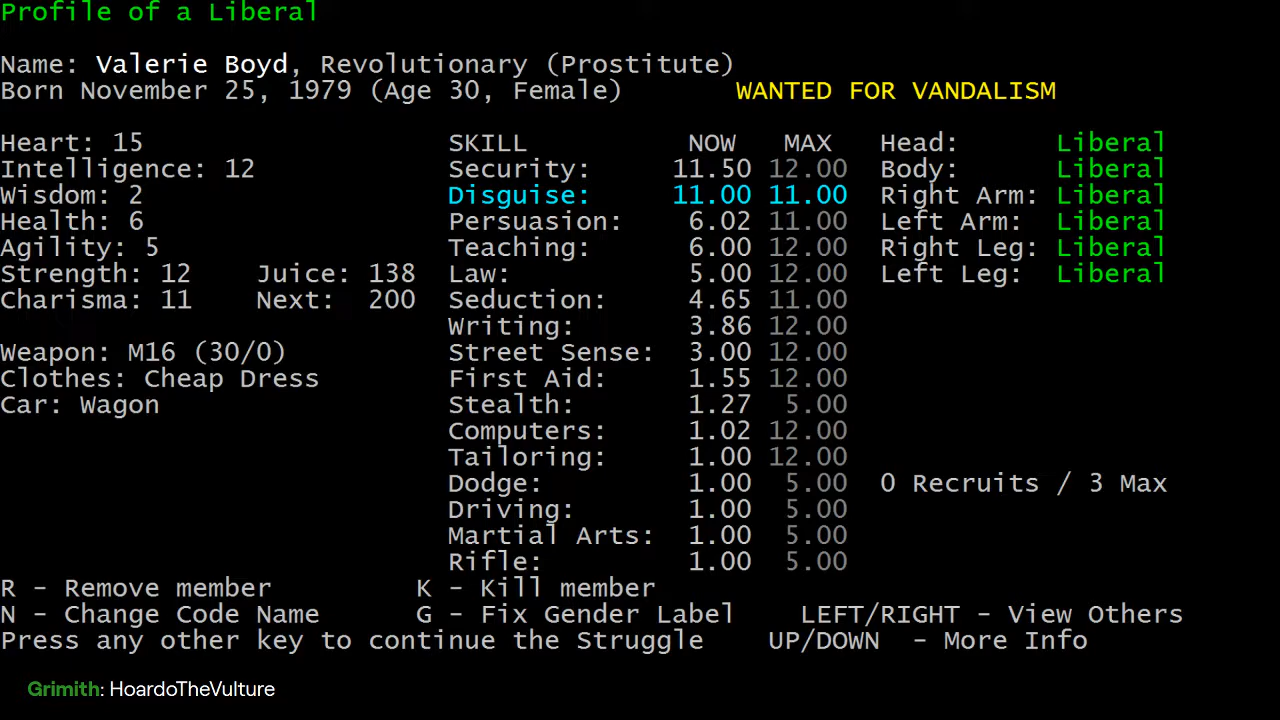 Profile of a Liberal
Name: Valerie Boyd, Revolutionary (Prostitute)
Born November 25, 1979 (Age 30, Female) WANTED FOR VANDALISM
Heart: 15 SKILL NOW MAX Head: Liberal
Intelligence: 12 Security: 11.50 12.00 Body: Liberal
Wisdom: 2 Disguise: 11.00 11.00 Right Arm: Liberal
Health: 6 Persuasion: 6.02 11.00 Left Arm: Liberal
Agility: 5 Teaching: 6.00 12.00 Right Leg: Liberal
Strength: 12 Juice: 138 Law: 5.00 12.00 Left Leg: Liberal
Charisma: 11 Next: 200 Seduction: 4.65 11.00
Writing: 3.86 12.00
Weapon: M16 (30/0) Street Sense: 3.00 12.00
Clothes: Cheap Dress First Aid: 1.55 12.00
Car: Wagon Stealth: 1.27 5.00
Computers: 1.02 12.00
Tailoring: 1.00 12.00
Dodge: 1.00 5.00 0 Recruits / 3 Max
Driving: 1.00 5.00
Martial Arts: 1.00 5.00
Rifle: 1.00 5.00
R - Remove member K - Kill member
N - Change Code Name G - Fix Gender Label LEFT/RIGHT - View Others
Press any other key to continue the Struggle UP/DOWN - More Info
Grimith: HoardoTheVulture